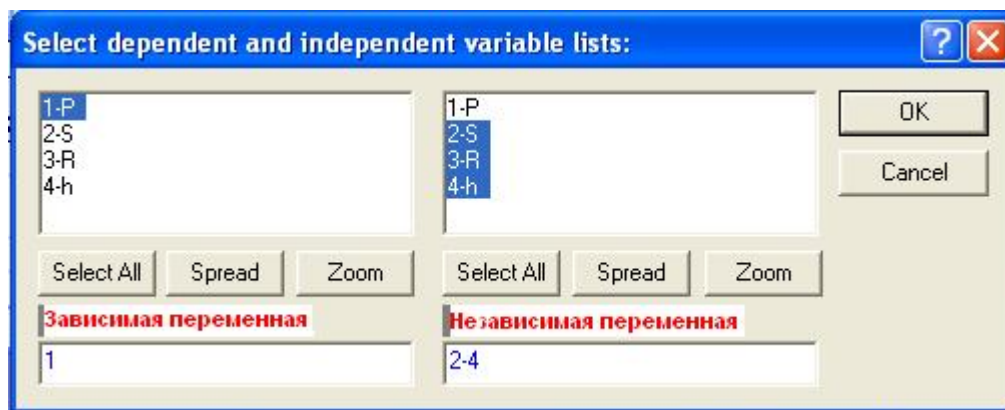 Select dependent and independent variable lists:
1-P
2-S
3-R
4-h
Select All Spread Zoom
Зависимая переменная
1
1-P
2-S
3-R
4-h
Select All Spread Zoom
Независимая переменная
2-4
OK
Cancel